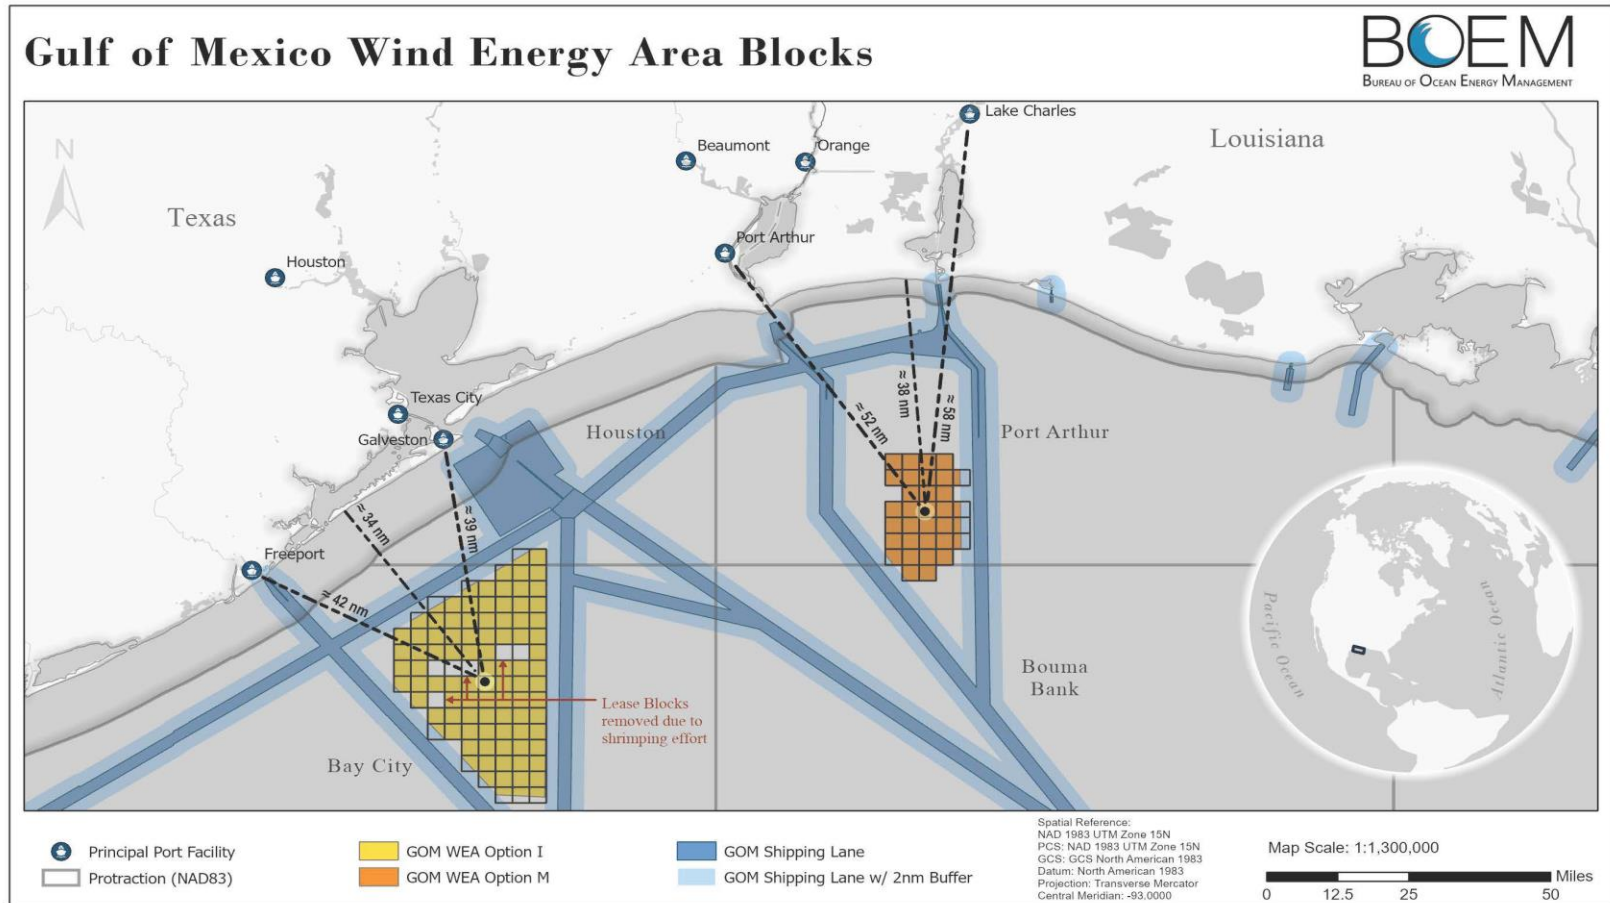 Gulf of Mexico Wind Energy Area Blocks
BOEM
BUREAU OF OCEAN ENERGY MANAGEMENT
N
Lake Charles
Beaumont
Orange
Louisiana
Texas
Port Arthur
Houston
Texas City
Galveston
Houston
Port Arthur
≈ 52 nm
≈ 38 nm
≈ 58 nm
≈ 34 nm
≈ 39 nm
Freeport
≈ 42 nm
Bouma
Bank
Lease Blocks
removed due to
shrimping effort
Bay City
Pacific Ocean
Atlantic Ocean
Principal Port Facility
Protraction (NAD83)
GOM WEA Option I
GOM WEA Option M
GOM Shipping Lane
GOM Shipping Lane w/ 2nm Buffer
Spatial Reference:
NAD 1983 UTM Zone 15N
PCS: NAD 1983 UTM Zone 15N
GCS: GCS North American 1983
Datum: North American 1983
Projection: Transverse Mercator
Central Meridian: -93.0000
Map Scale: 1:1,300,000
Miles
0 12.5 25 50